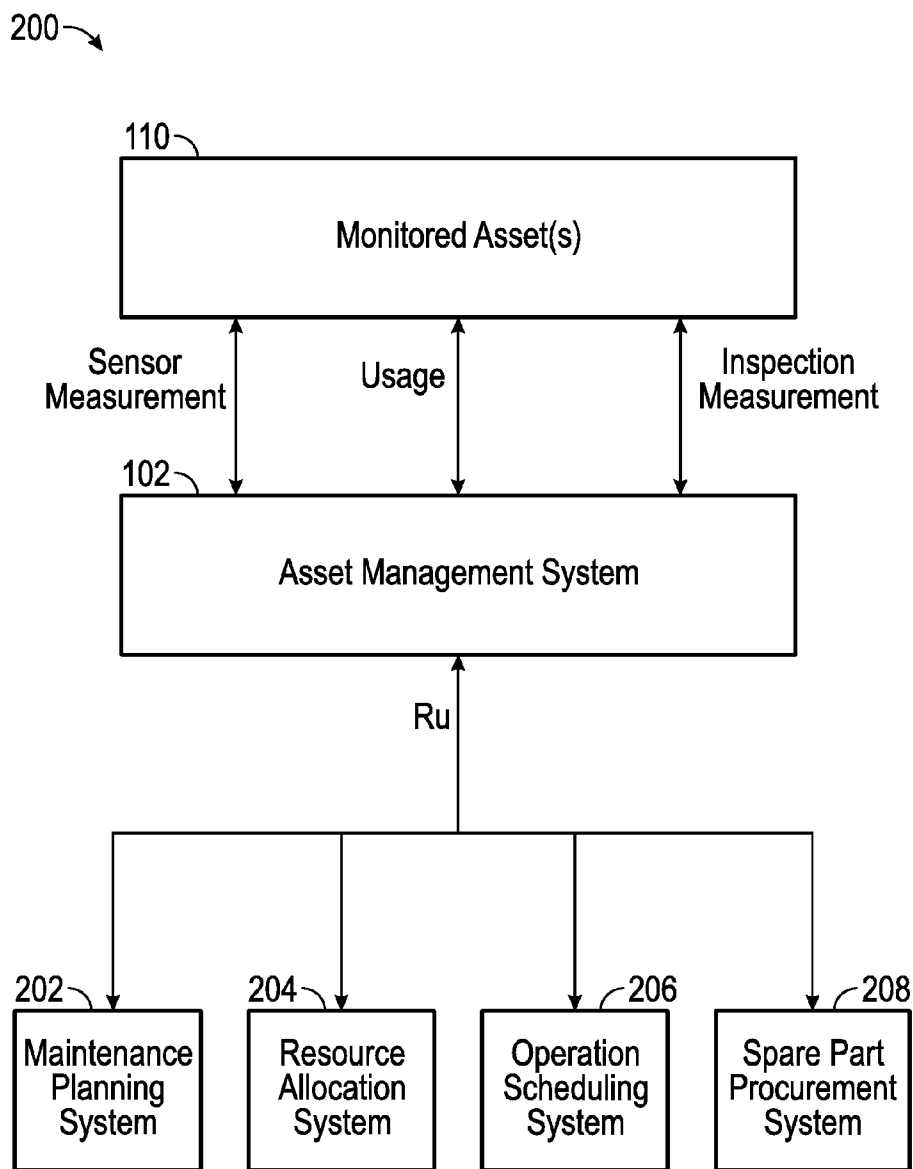 200
110
Monitored Asset(s)
Sensor
Measurement
Usage
Inspection
Measurement
102
Asset Management System
Ru
202
Maintenance
Planning
System
204
Resource
Allocation
System
206
Operation
Scheduling
System
208
Spare Part
Procurement
System